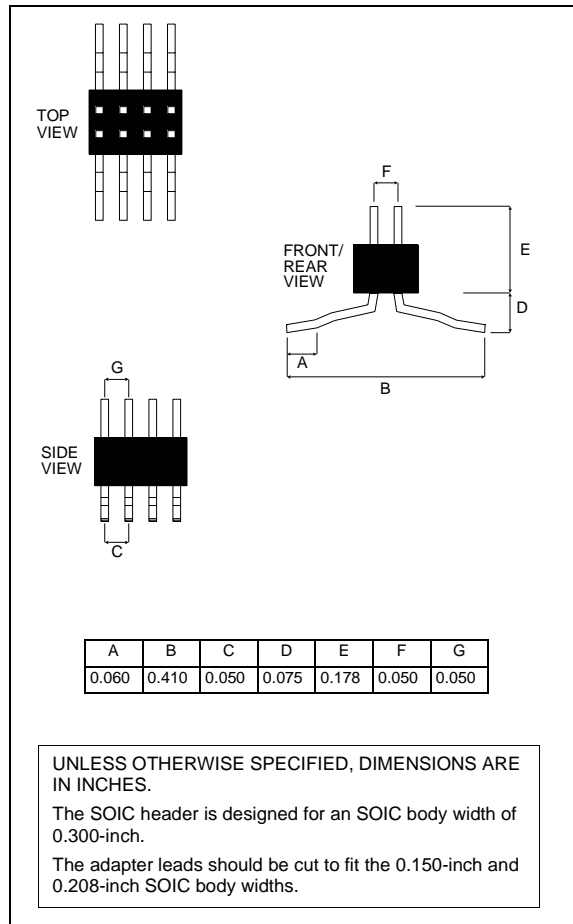 TOP
VIEW
F
E
FRONT/
REAR
VIEW
D
A
B
G
SIDE
VIEW
C
A B C D E F G
0.060 0.410 0.050 0.075 0.178 0.050 0.050
UNLESS OTHERWISE SPECIFIED, DIMENSIONS ARE
IN INCHES.
The SOIC header is designed for an SOIC body width of
0.300-inch.
The adapter leads should be cut to fit the 0.150-inch and
0.208-inch SOIC body widths.